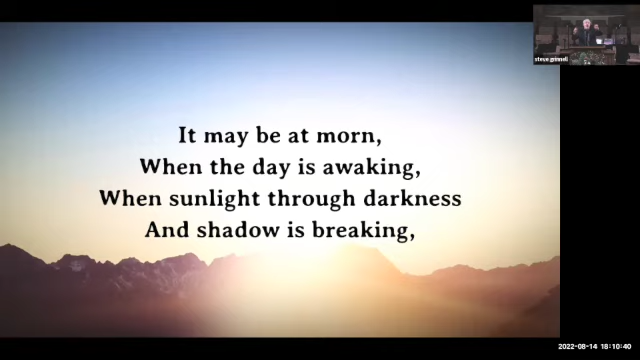 steve grinnell
It may be at morn,
When the day is awaking,
When sunlight through darkness
And shadow is breaking,
2022-08-14 18:10:40